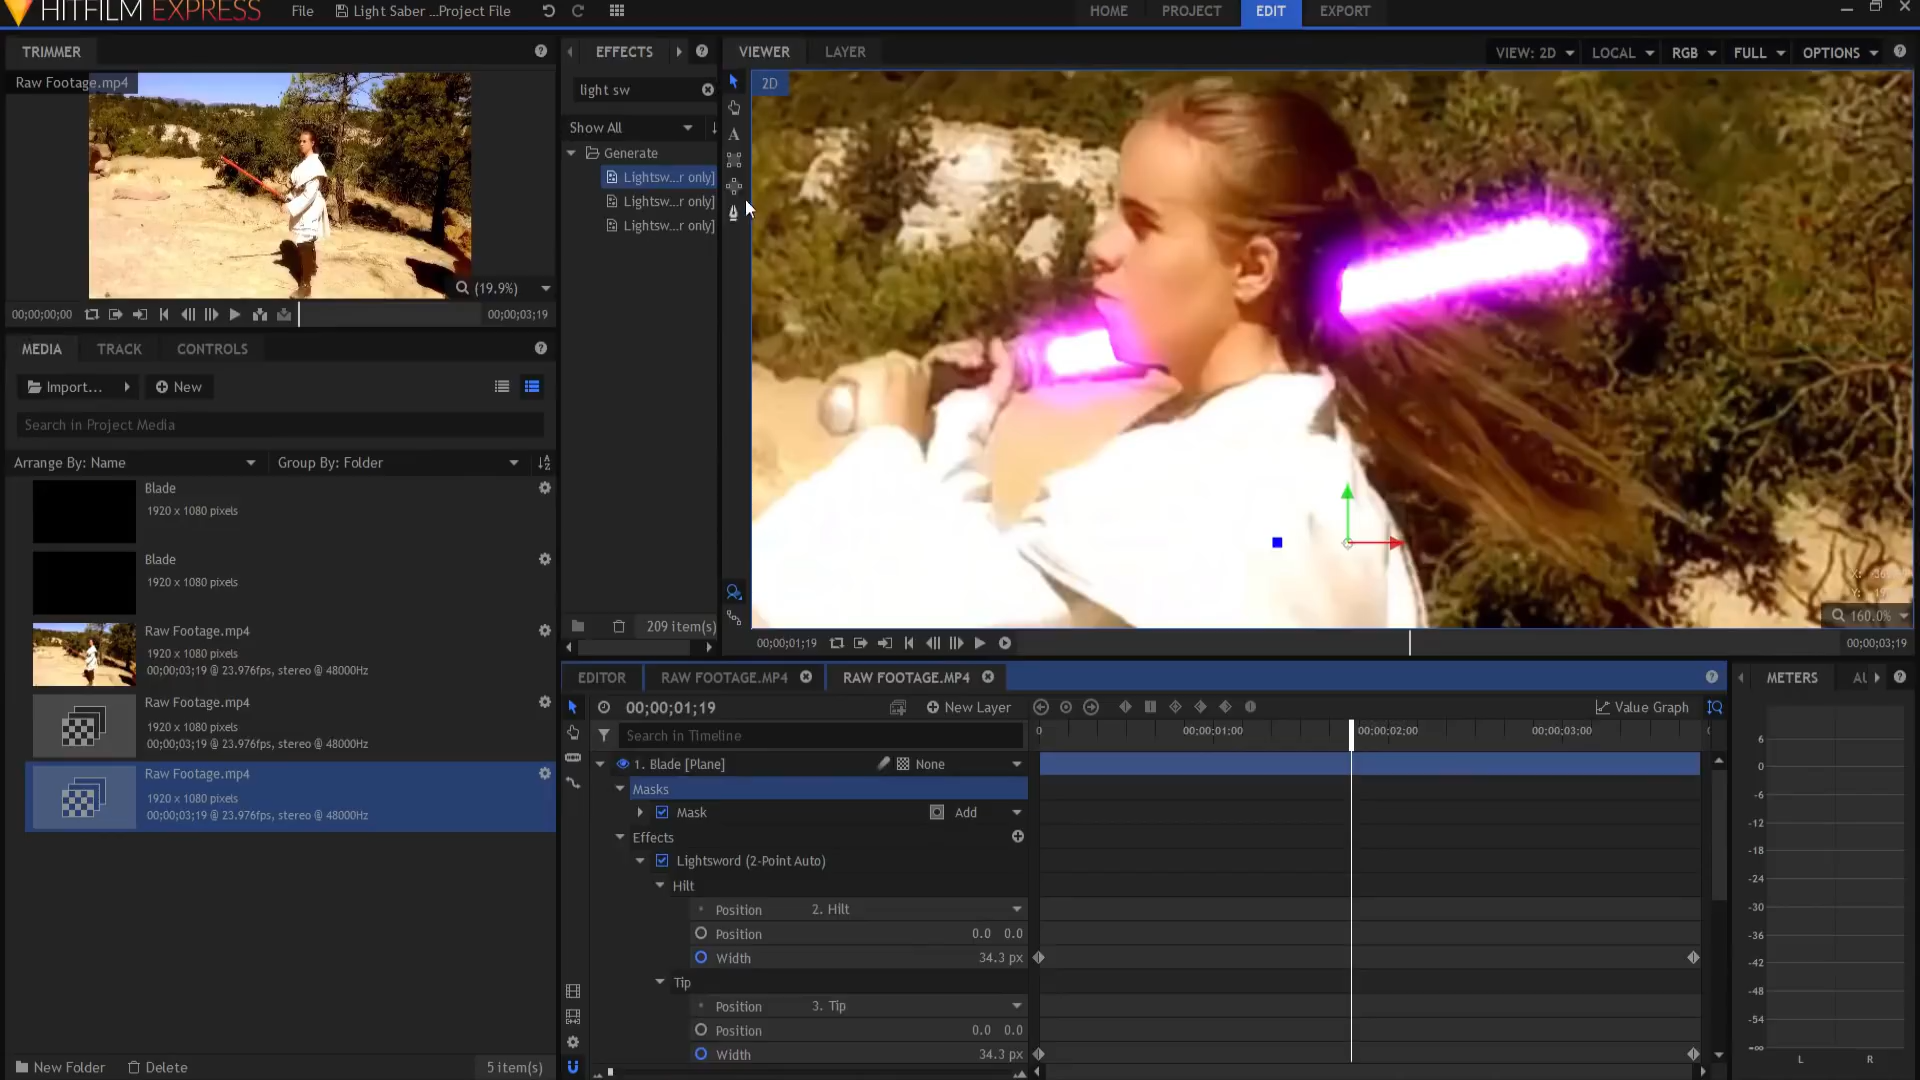 HITFILM EXPRESS
File
Light Saber ...Project File
HOME
PROJECT
EDIT
EXPORT
TRIMMER
Raw Footage.mp4
(19.9%)
00;00;00;00
00;00;03;19
EFFECTS
light sw
Show All
Generate
Lightsw...r only]
Lightsw...r only]
Lightsw...r only]
209 item(s)
VIEWER
LAYER
VIEW: 2D
LOCAL
RGB
FULL
OPTIONS
2D
160.0%
00;00;01;19
00;00;03;19
MEDIA
TRACK
CONTROLS
Import...
New
Search in Project Media
Arrange By: Name
Group By: Folder
Blade
1920 x 1080 pixels
Blade
1920 x 1080 pixels
Raw Footage.mp4
1920 x 1080 pixels
00;00;03;19 @ 23.976fps, stereo @ 48000Hz
Raw Footage.mp4
1920 x 1080 pixels
00;00;03;19 @ 23.976fps, stereo @ 48000Hz
Raw Footage.mp4
1920 x 1080 pixels
00;00;03;19 @ 23.976fps, stereo @ 48000Hz
New Folder
Delete
5 item(s)
EDITOR
RAW FOOTAGE.MP4
RAW FOOTAGE.MP4
00;00;01;19
New Layer
Value Graph
Search in Timeline
0
00;00;01;00
00;00;02;00
00;00;03;00
1. Blade [Plane]
None
Masks
Mask
Add
Effects
Lightsword (2-Point Auto)
Hilt
Position
2. Hilt
Position
0.0 0.0
Width
34.3 px
Tip
Position
3. Tip
Position
0.0 0.0
Width
34.3 px
METERS
6
0
-6
-12
-18
-24
-30
-36
-42
-48
-54
-∞
L
R